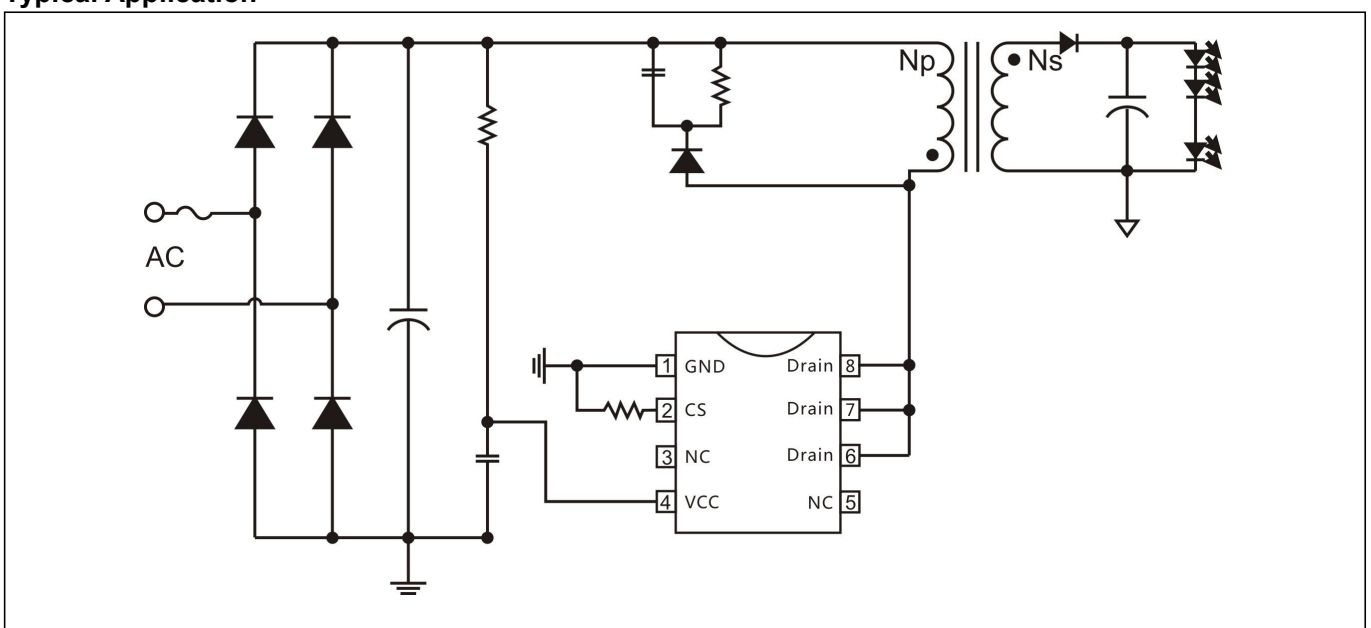 Typical Application
Np
Ns
AC
1 GND
Drain 8
2 CS
Drain 7
3 NC
Drain 6
4 VCC
NC 5